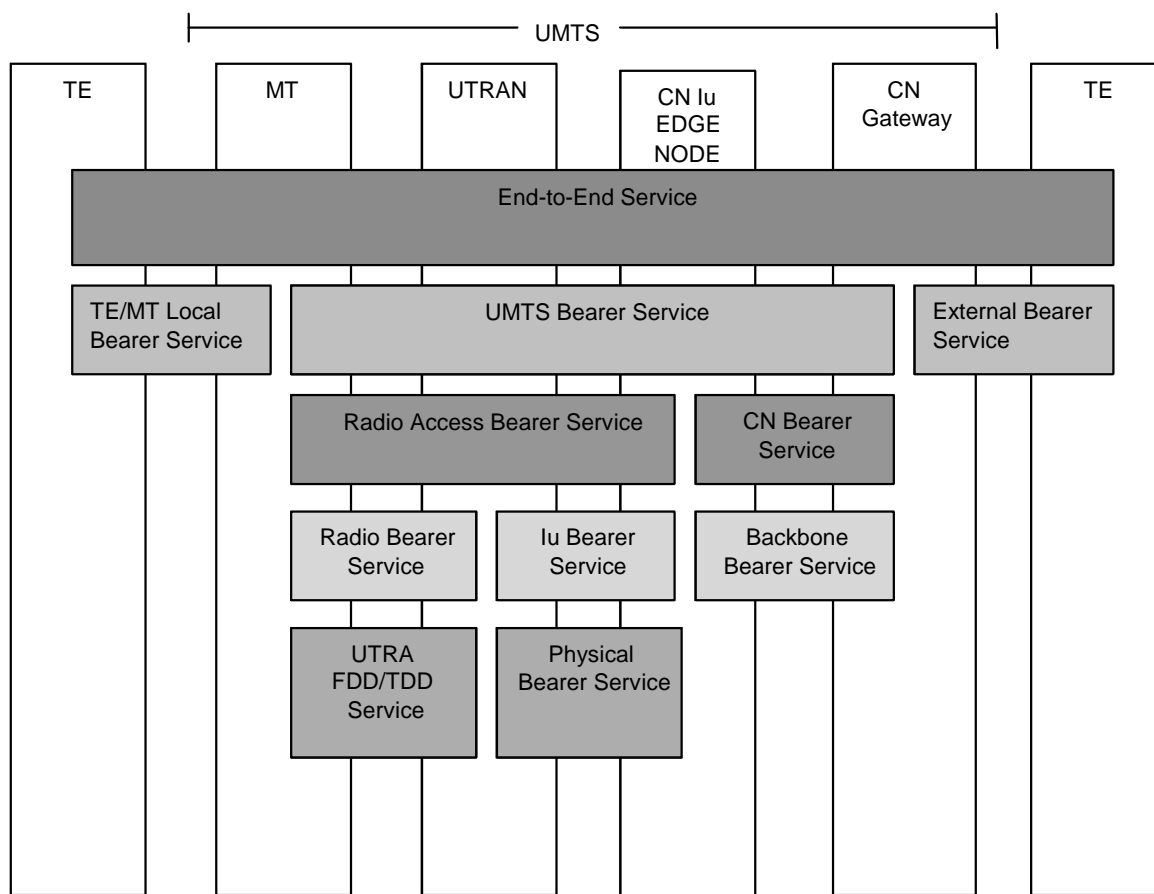 UMTS
TE
MT
UTRAN
CN Iu
EDGE
NODE
CN
Gateway
TE
End-to-End Service
TE/MT Local
Bearer Service
UMTS Bearer Service
External Bearer
Service
Radio Access Bearer Service
CN Bearer
Service
Radio Bearer
Service
Iu Bearer
Service
Backbone
Bearer Service
UTRA
FDD/TDD
Service
Physical
Bearer Service